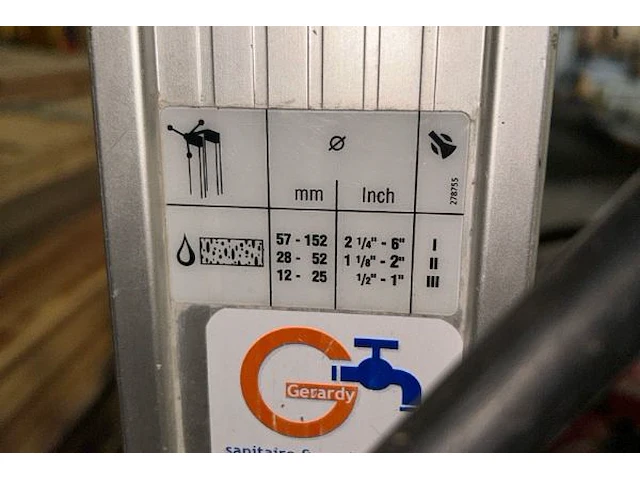 Ø
mm Inch
278755
57 - 152 2 1/4" - 6" I
28 - 52 1 1/8" - 2" II
12 - 25 1/2" - 1" III
Gerardy
sanitaire &